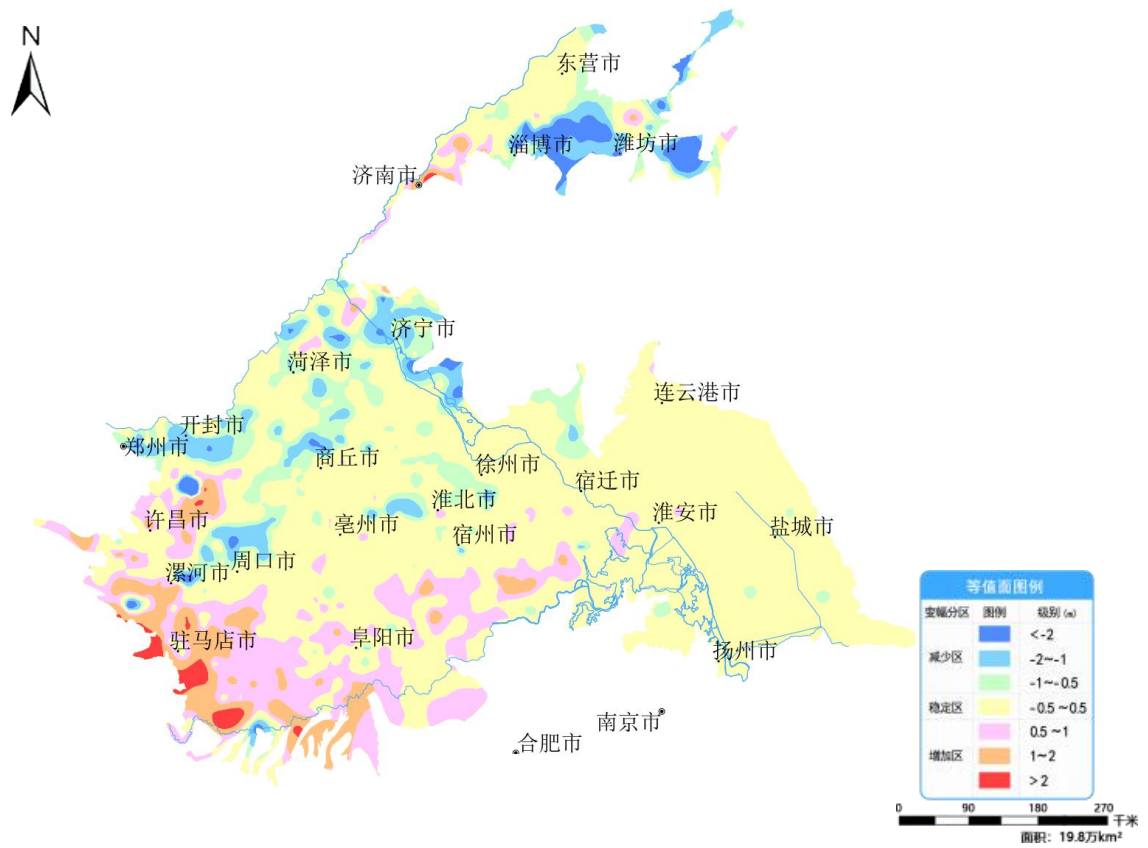 N
东营市
淄博市
潍坊市
济南市
济宁市
菏泽市
连云港市
开封市
郑州市
商丘市
徐州市
宿迁市
淮北市
许昌市
亳州市
宿州市
淮安市
盐城市
周口市
漯河市
驻马店市
阜阳市
扬州市
南京市
合肥市
等值面图例
变幅分区 图例 级别 (m)
减少区
<-2
-2~-1
-1~-0.5
稳定区 -0.5~0.5
增加区
0.5~1
1~2
>2
0 90 180 270
千米
面积：19.8万km²